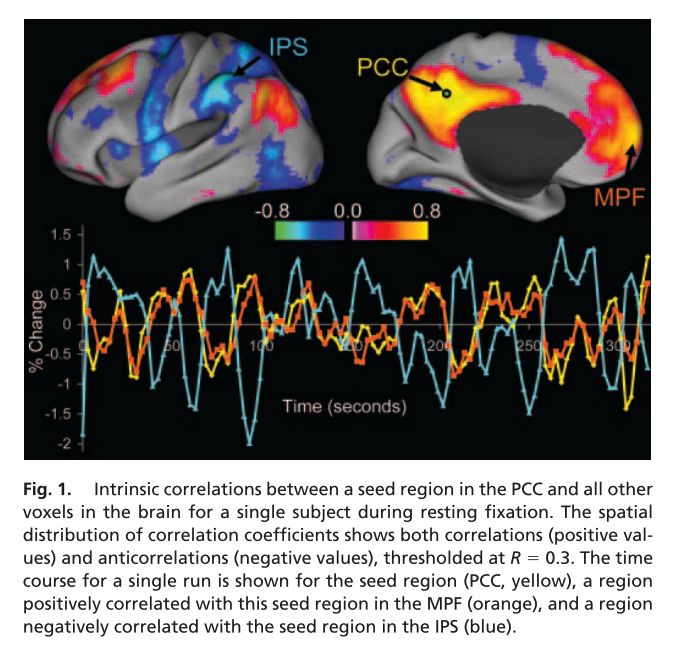 IPS
PCC
MPF
-0.8 0.0 0.8
1.5
1
0.5
0
-0.5
-1
-1.5
-2
% Change
0 50 100 150 200 250 300
Time (seconds)
Fig. 1. Intrinsic correlations between a seed region in the PCC and all other
voxels in the brain for a single subject during resting fixation. The spatial
distribution of correlation coefficients shows both correlations (positive val-
ues) and anticorrelations (negative values), thresholded at R = 0.3. The time
course for a single run is shown for the seed region (PCC, yellow), a region
positively correlated with this seed region in the MPF (orange), and a region
negatively correlated with the seed region in the IPS (blue).